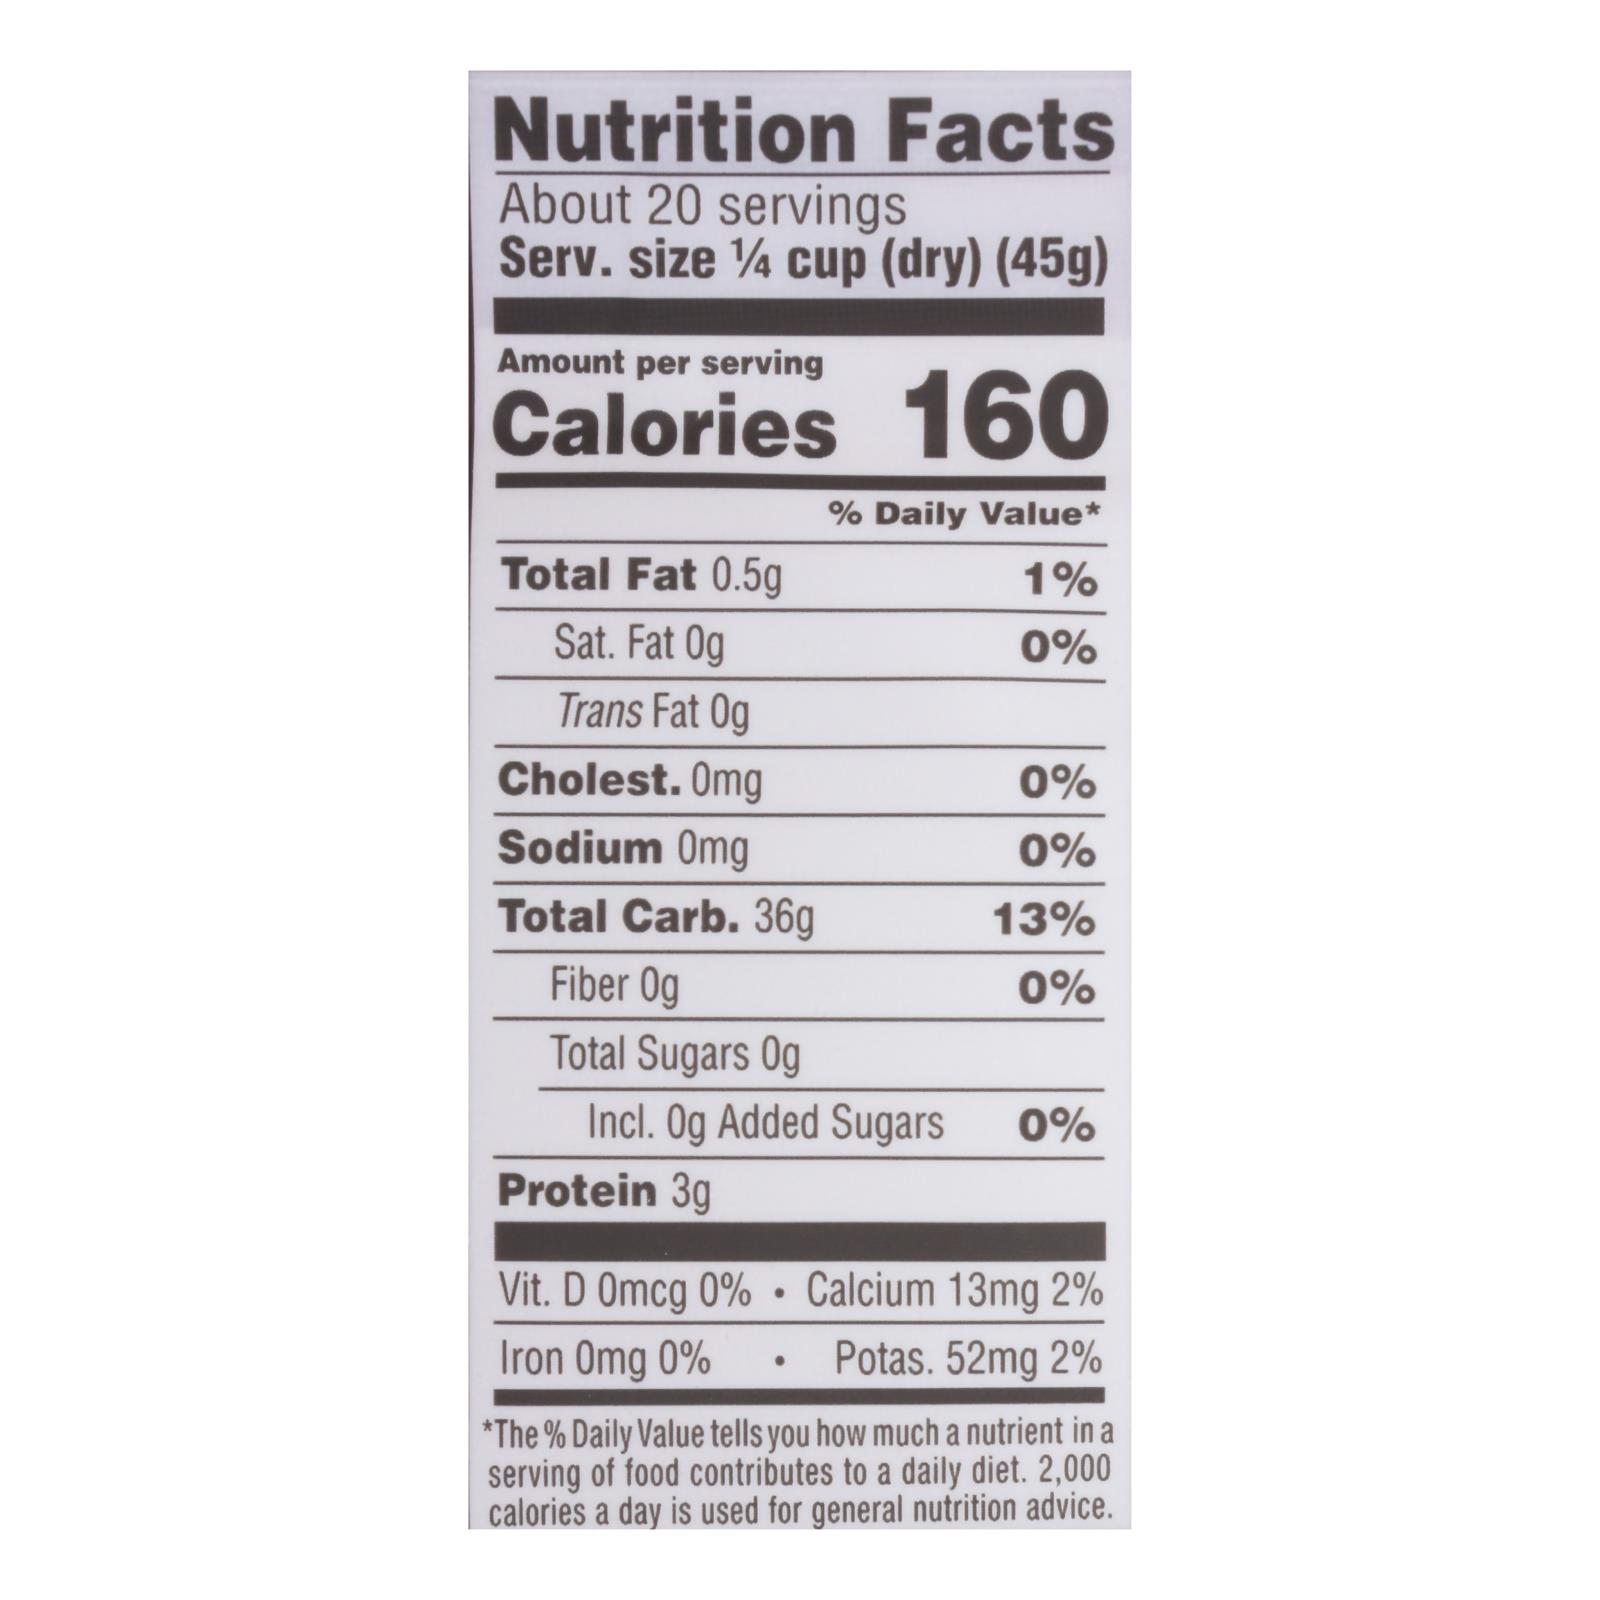 Nutrition Facts
About 20 servings
Serv. size ¼ cup (dry) (45g)
Amount per serving
Calories 160
% Daily Value*
Total Fat 0.5g 1%
Sat. Fat 0g 0%
Trans Fat 0g
Cholest. 0mg 0%
Sodium 0mg 0%
Total Carb. 36g 13%
Fiber 0g 0%
Total Sugars 0g
Incl. 0g Added Sugars 0%
Protein 3g
Vit. D 0mcg 0% • Calcium 13mg 2%
Iron 0mg 0% • Potas. 52mg 2%
*The % Daily Value tells you how much a nutrient in a
serving of food contributes to a daily diet. 2,000
calories a day is used for general nutrition advice.